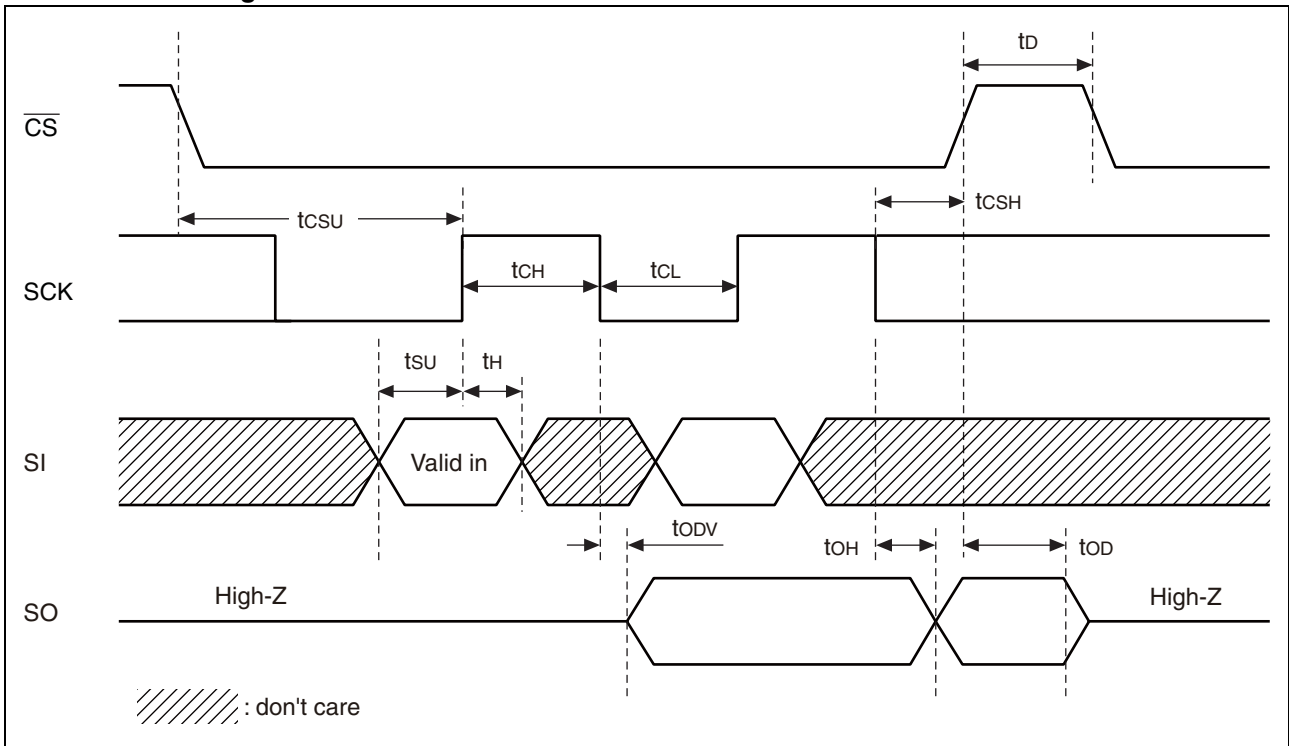 tD
CS
tCSU
tCSH
SCK
tCH
tCL
tSU
tH
SI
Valid in
tODV
tOH
tOD
SO
High-Z
High-Z
: don't care